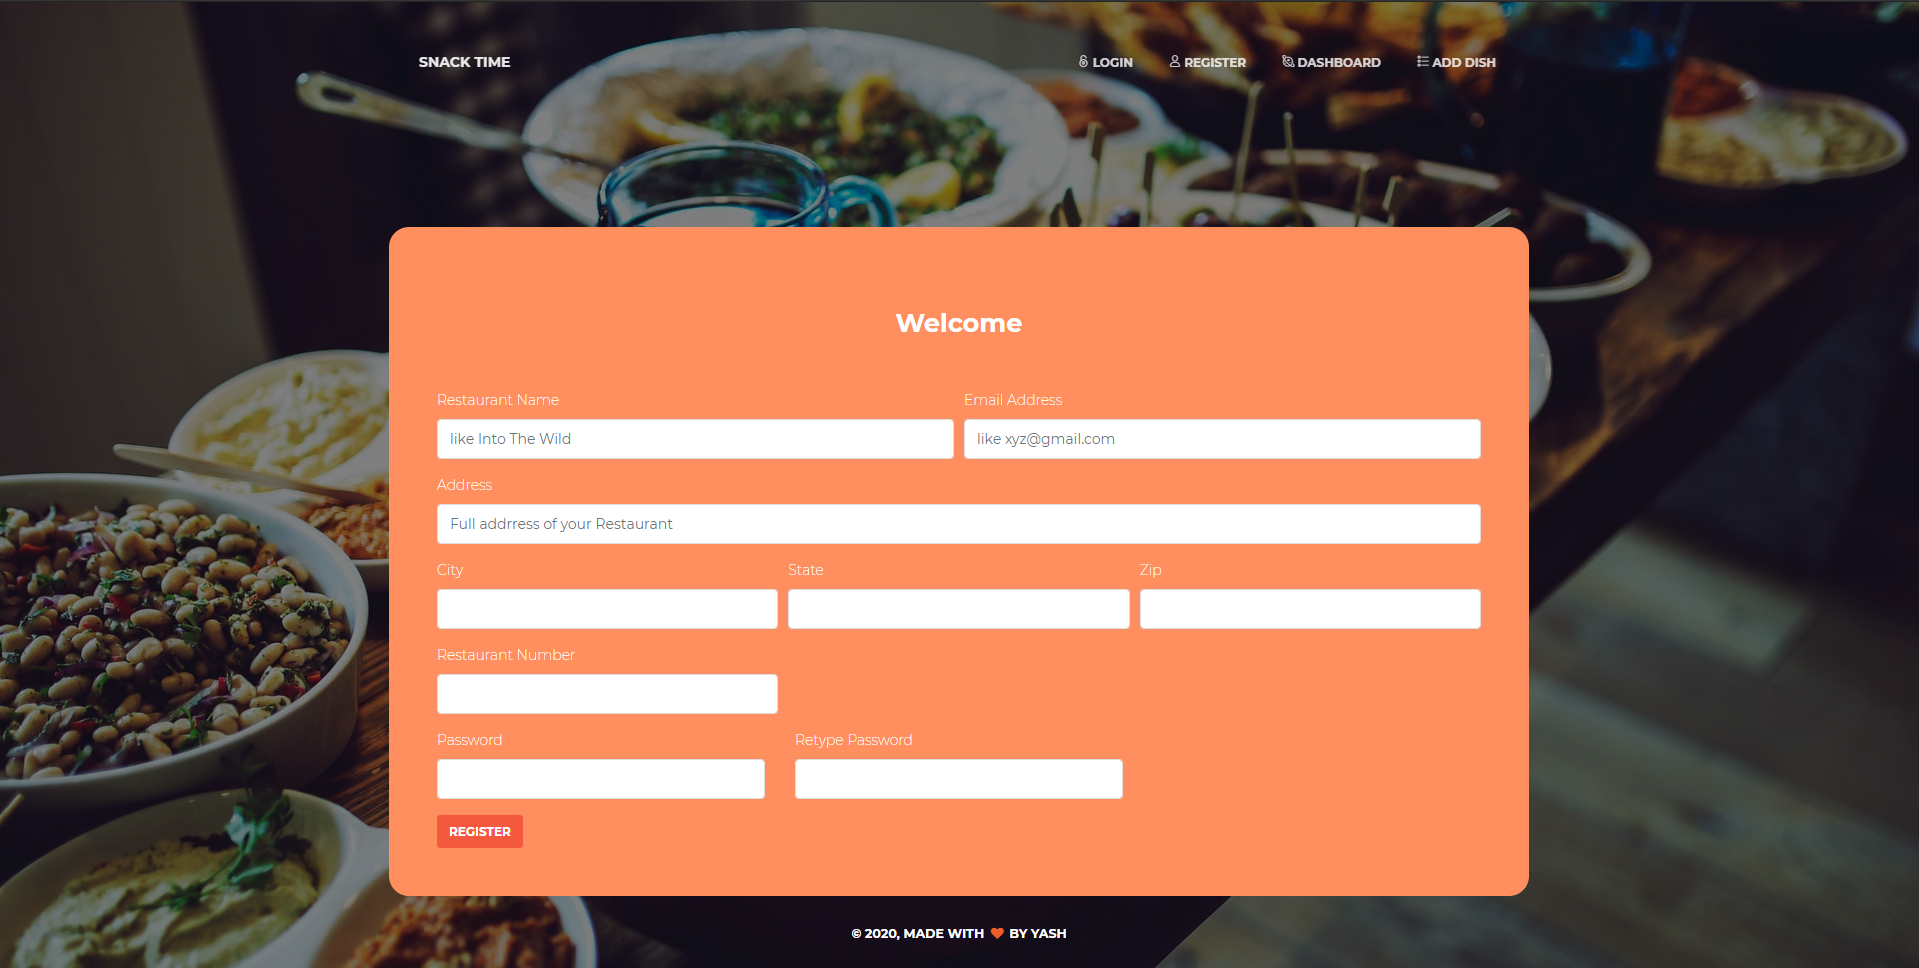 SNACK TIME LOGIN REGISTER DASHBOARD ADD DISH
Welcome
Restaurant Name Email Address
like Into The Wild like xyz@gmail.com
Address
Full addrress of your Restaurant
City State Zip
Restaurant Number
Password Retype Password
REGISTER
© 2020, MADE WITH BY YASH